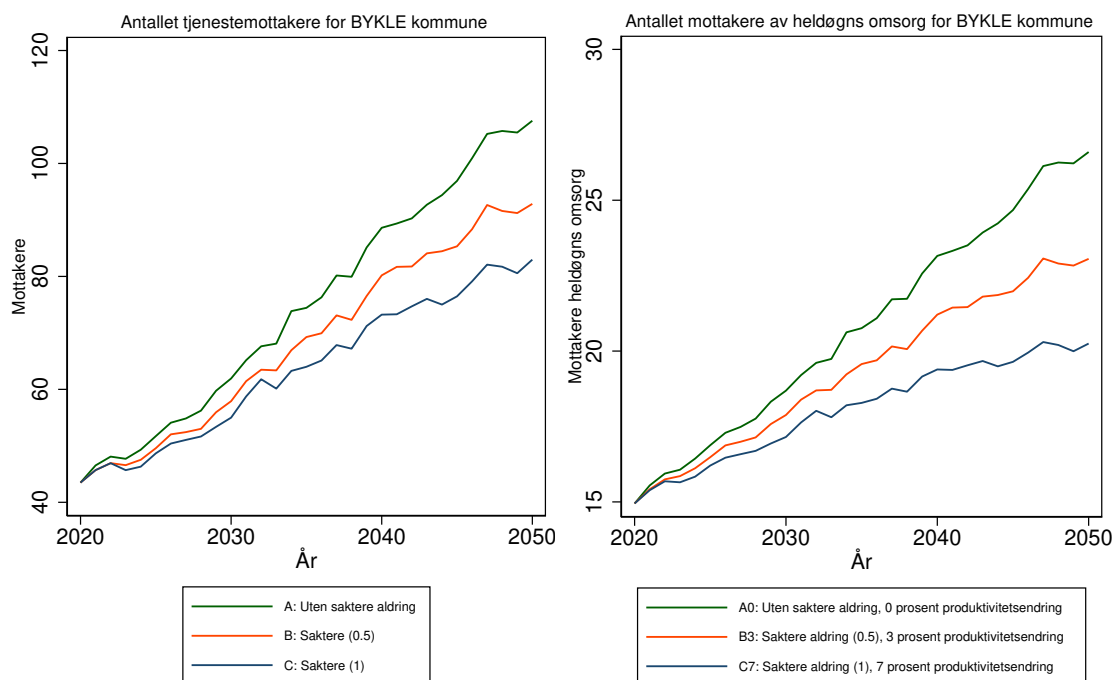 Antallet tjenestemottakere for BYKLE kommune
120
100
80
60
40
Mottakere
2020
2030
2040
2050
År
A: Uten saktere aldring
B: Saktere (0.5)
C: Saktere (1)
Antallet mottakere av heldøgns omsorg for BYKLE kommune
30
25
20
15
Mottakere heldøgns omsorg
2020
2030
2040
2050
År
A0: Uten saktere aldring, 0 prosent produktivitetsendring
B3: Saktere aldring (0.5), 3 prosent produktivitetsendring
C7: Saktere aldring (1), 7 prosent produktivitetsendring